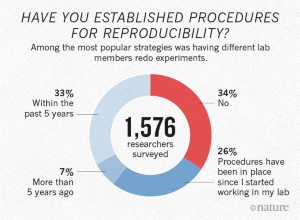 HAVE YOU ESTABLISHED PROCEDURES
FOR REPRODUCIBILITY?
Among the most popular strategies was having different lab
members redo experiments.
33%
Within the
past 5 years
34%
No
1,576
researchers
surveyed
7%
More than
5 years ago
26%
Procedures have
been in place
since I started
working in my lab
©nature